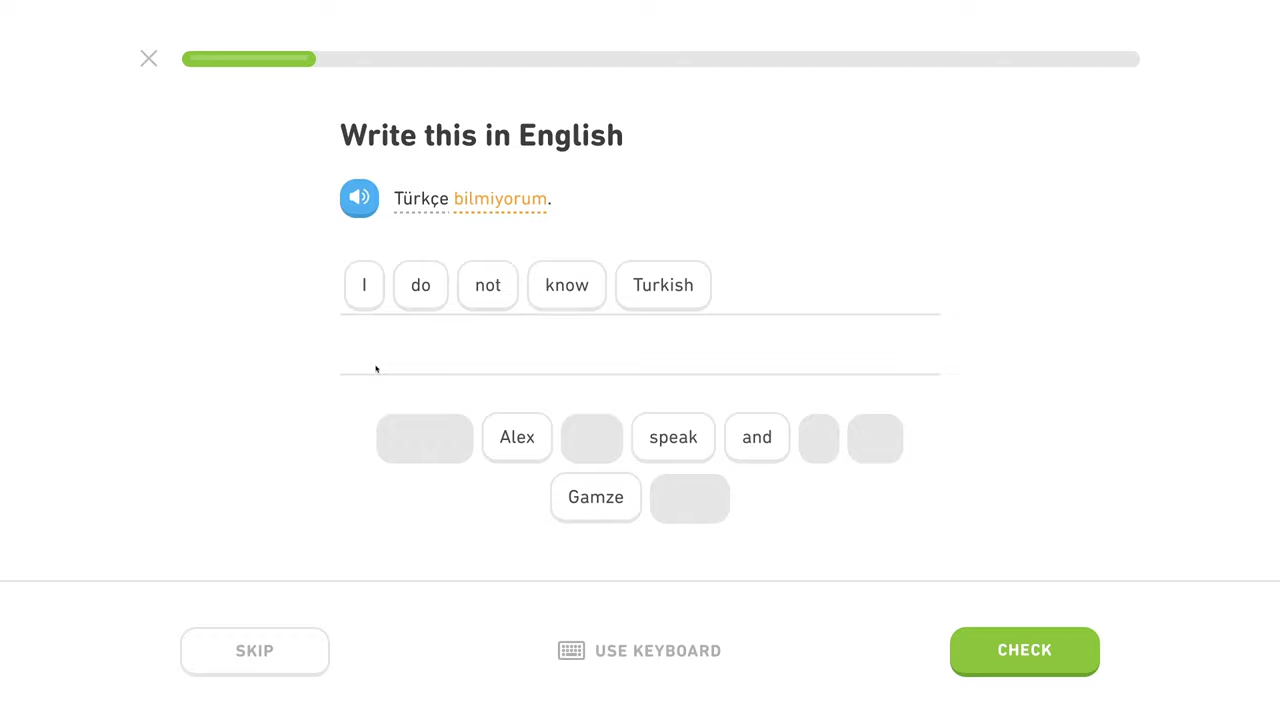 Write this in English
Türkçe bilmiyorum.
I do not know Turkish
Alex speak and
Gamze
SKIP USE KEYBOARD CHECK